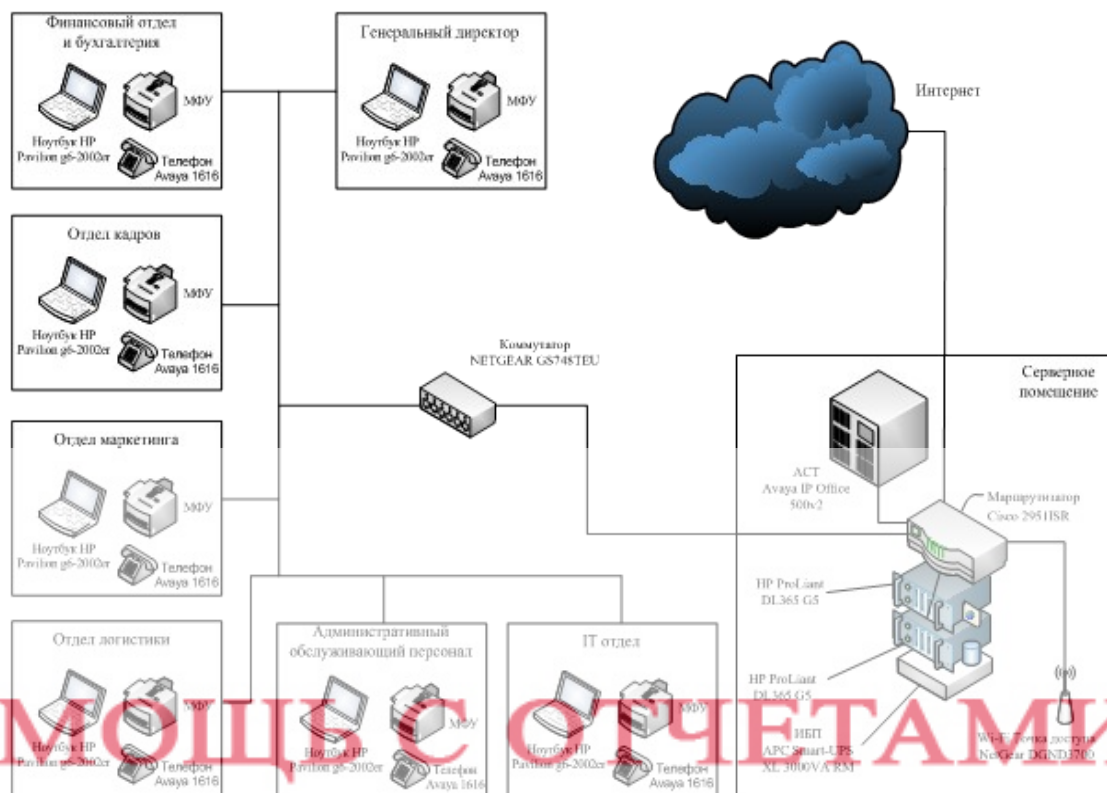 Финансовый отдел
и бухгалтерия
МФУ
Ноутбук HP
Pavilion g6-2002er
Телефон
Avaya 1616
Генеральный директор
МФУ
Ноутбук HP
Pavilion g6-2002er
Телефон
Avaya 1616
Интернет
Отдел кадров
МФУ
Ноутбук HP
Pavilion g6-2002er
Телефон
Avaya 1616
Коммутатор
NETGEAR GS748TEU
Серверное
помещение
Отдел маркетинга
МФУ
Ноутбук HP
Pavilion g6-2002er
Телефон
Avaya 1616
АСТ
Avaya IP Office
500v2
Маршрутизатор
Cisco 2951ISR
HP ProLiant
DL365 G5
HP ProLiant
DL365 G5
ИБП
APC Smart-UPS
XL 3000VA RM
Wi-Fi Точка доступа
NetGear DGND3700
Отдел логистики
МФУ
Ноутбук HP
Pavilion g6-2002er
Телефон
Avaya 1616
Административный
обслуживающий персонал
МФУ
Ноутбук HP
Pavilion g6-2002er
Телефон
Avaya 1616
IT отдел
МФУ
Ноутбук HP
Pavilion g6-2002er
Телефон
Avaya 1616
МОЩЬ С ОТЧЕТАМИ